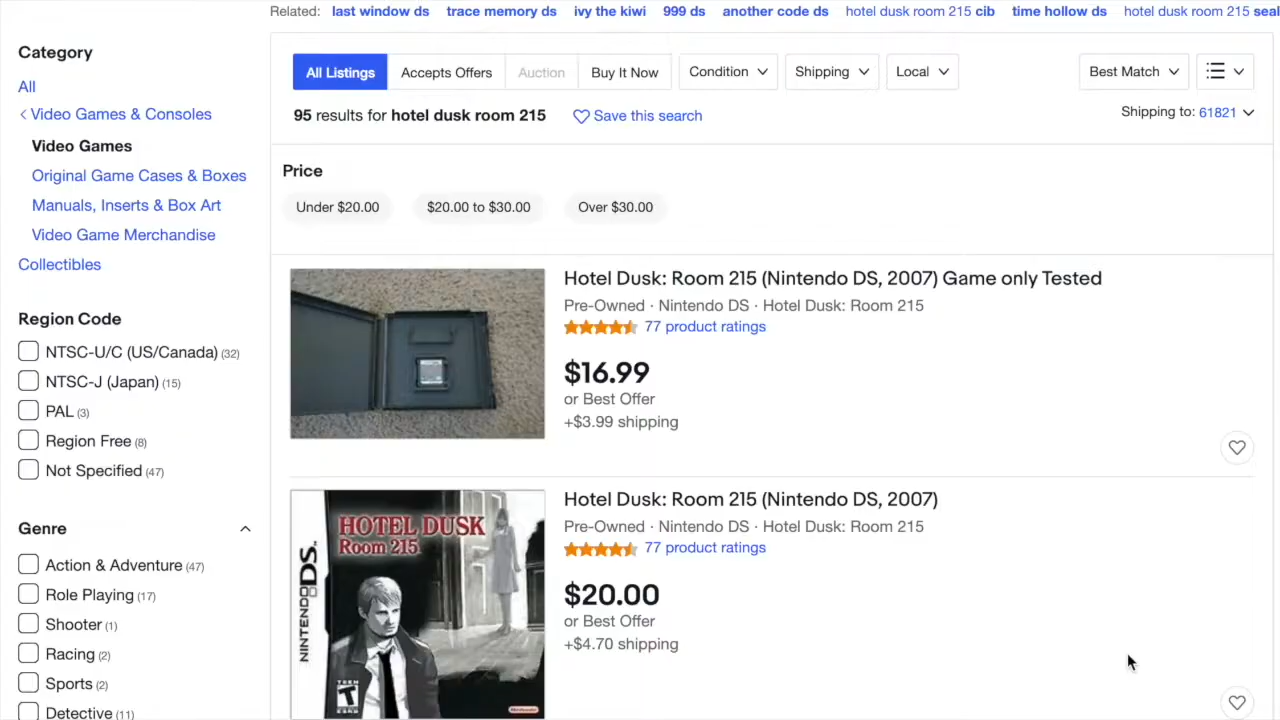 Related: last window ds trace memory ds ivy the kiwi 999 ds another code ds hotel dusk room 215 cib time hollow ds hotel dusk room 215 seal
Category
All
Video Games & Consoles
Video Games
Original Game Cases & Boxes
Manuals, Inserts & Box Art
Video Game Merchandise
Collectibles
Region Code
NTSC-U/C (US/Canada) (32)
NTSC-J (Japan) (15)
PAL (3)
Region Free (8)
Not Specified (47)
Genre
Action & Adventure (47)
Role Playing (17)
Shooter (1)
Racing (2)
Sports (2)
Detective (11)
All Listings Accepts Offers Auction Buy It Now Condition Shipping Local Best Match
95 results for hotel dusk room 215 Save this search Shipping to: 61821
Price
Under $20.00 $20.00 to $30.00 Over $30.00
Hotel Dusk: Room 215 (Nintendo DS, 2007) Game only Tested
Pre-Owned · Nintendo DS · Hotel Dusk: Room 215
77 product ratings
$16.99
or Best Offer
+$3.99 shipping
HOTEL DUSK
Room 215
NINTENDO DS
TEEN
T
Nintendo
Hotel Dusk: Room 215 (Nintendo DS, 2007)
Pre-Owned · Nintendo DS · Hotel Dusk: Room 215
77 product ratings
$20.00
or Best Offer
+$4.70 shipping